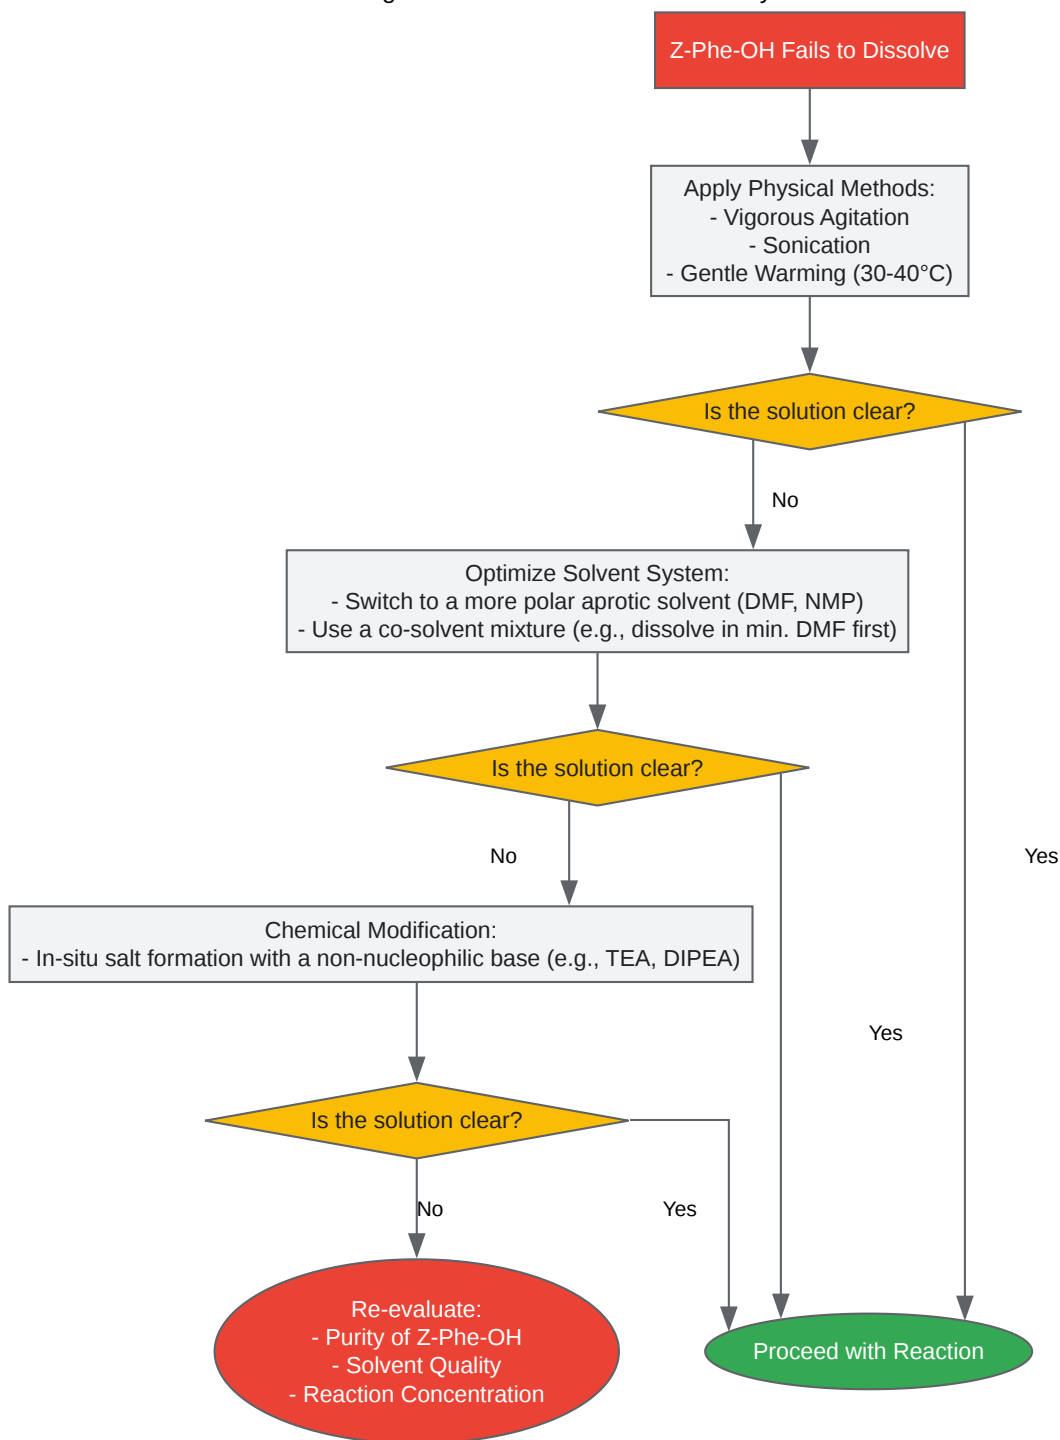 Z-Phe-OH Fails to Dissolve
Apply Physical Methods:
- Vigorous Agitation
- Sonication
- Gentle Warming (30-40°C)
Is the solution clear?
No
Optimize Solvent System:
- Switch to a more polar aprotic solvent (DMF, NMP)
- Use a co-solvent mixture (e.g., dissolve in min. DMF first)
Is the solution clear?
No
Yes
Chemical Modification:
- In-situ salt formation with a non-nucleophilic base (e.g., TEA, DIPEA)
Yes
Is the solution clear?
No
Yes
Re-evaluate:
- Purity of Z-Phe-OH
- Solvent Quality
- Reaction Concentration
Proceed with Reaction